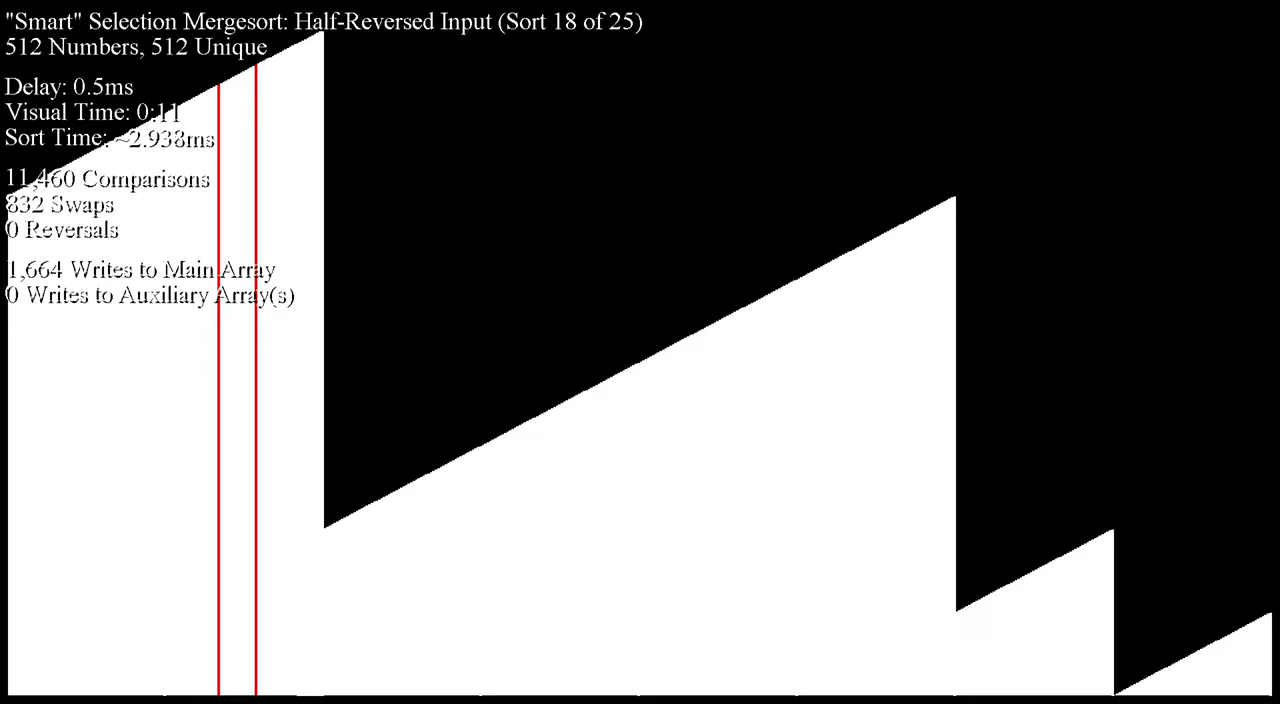 "Smart" Selection Mergesort: Half-Reversed Input (Sort 18 of 25)
512 Numbers, 512 Unique
Delay: 0.5ms
Visual Time: 0:11
Sort Time: ~2.938ms
11,460 Comparisons
832 Swaps
0 Reversals
1,664 Writes to Main Array
0 Writes to Auxiliary Array(s)